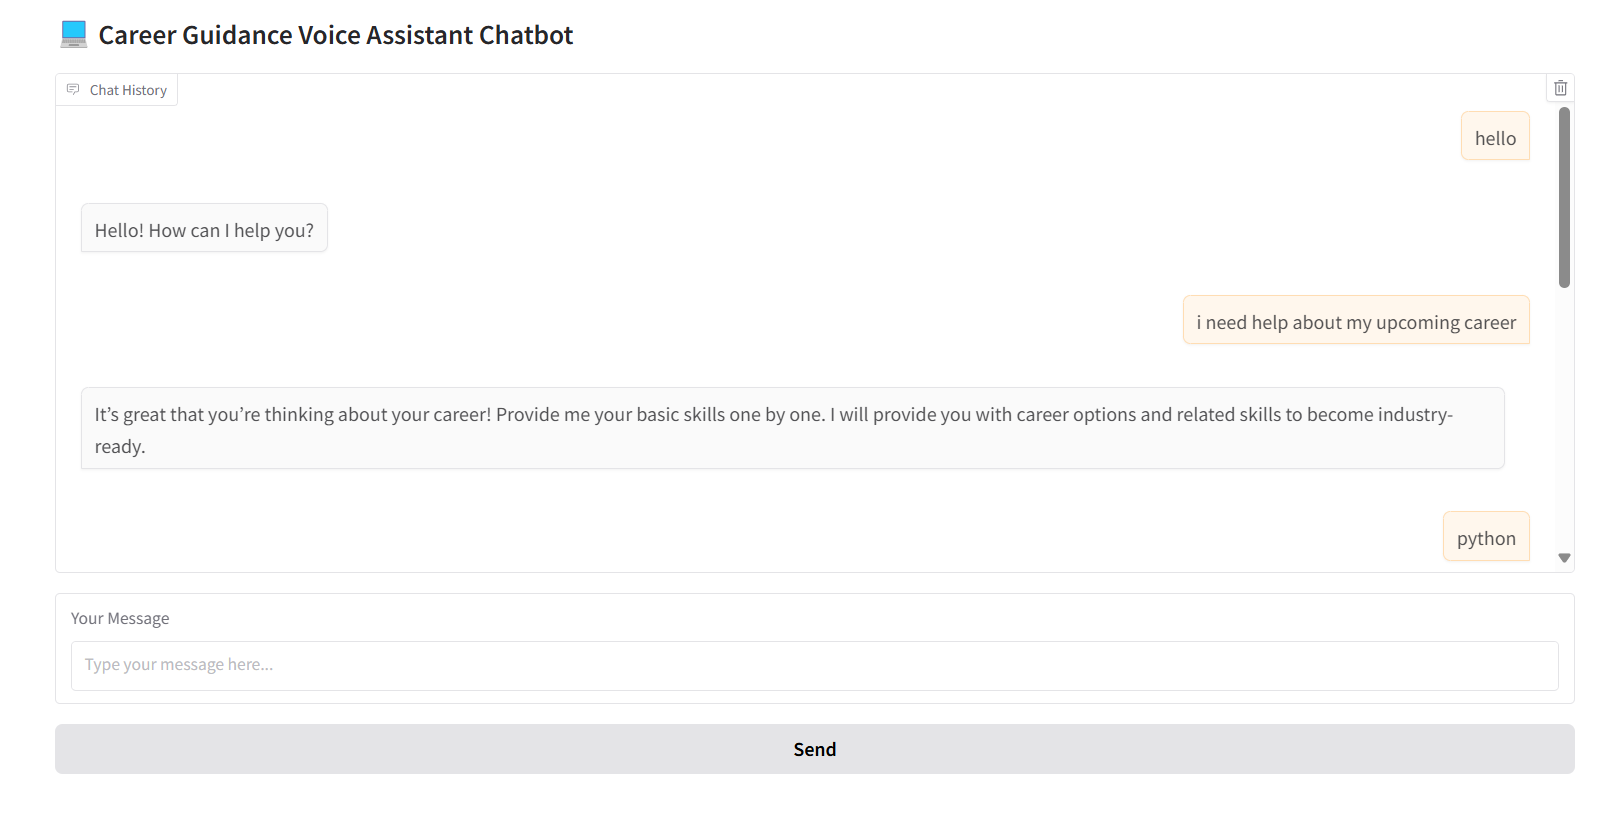 Career Guidance Voice Assistant Chatbot
Chat History
hello
Hello! How can I help you?
i need help about my upcoming career
It’s great that you’re thinking about your career! Provide me your basic skills one by one. I will provide you with career options and related skills to become industry-
ready.
python
Your Message
Type your message here...
Send